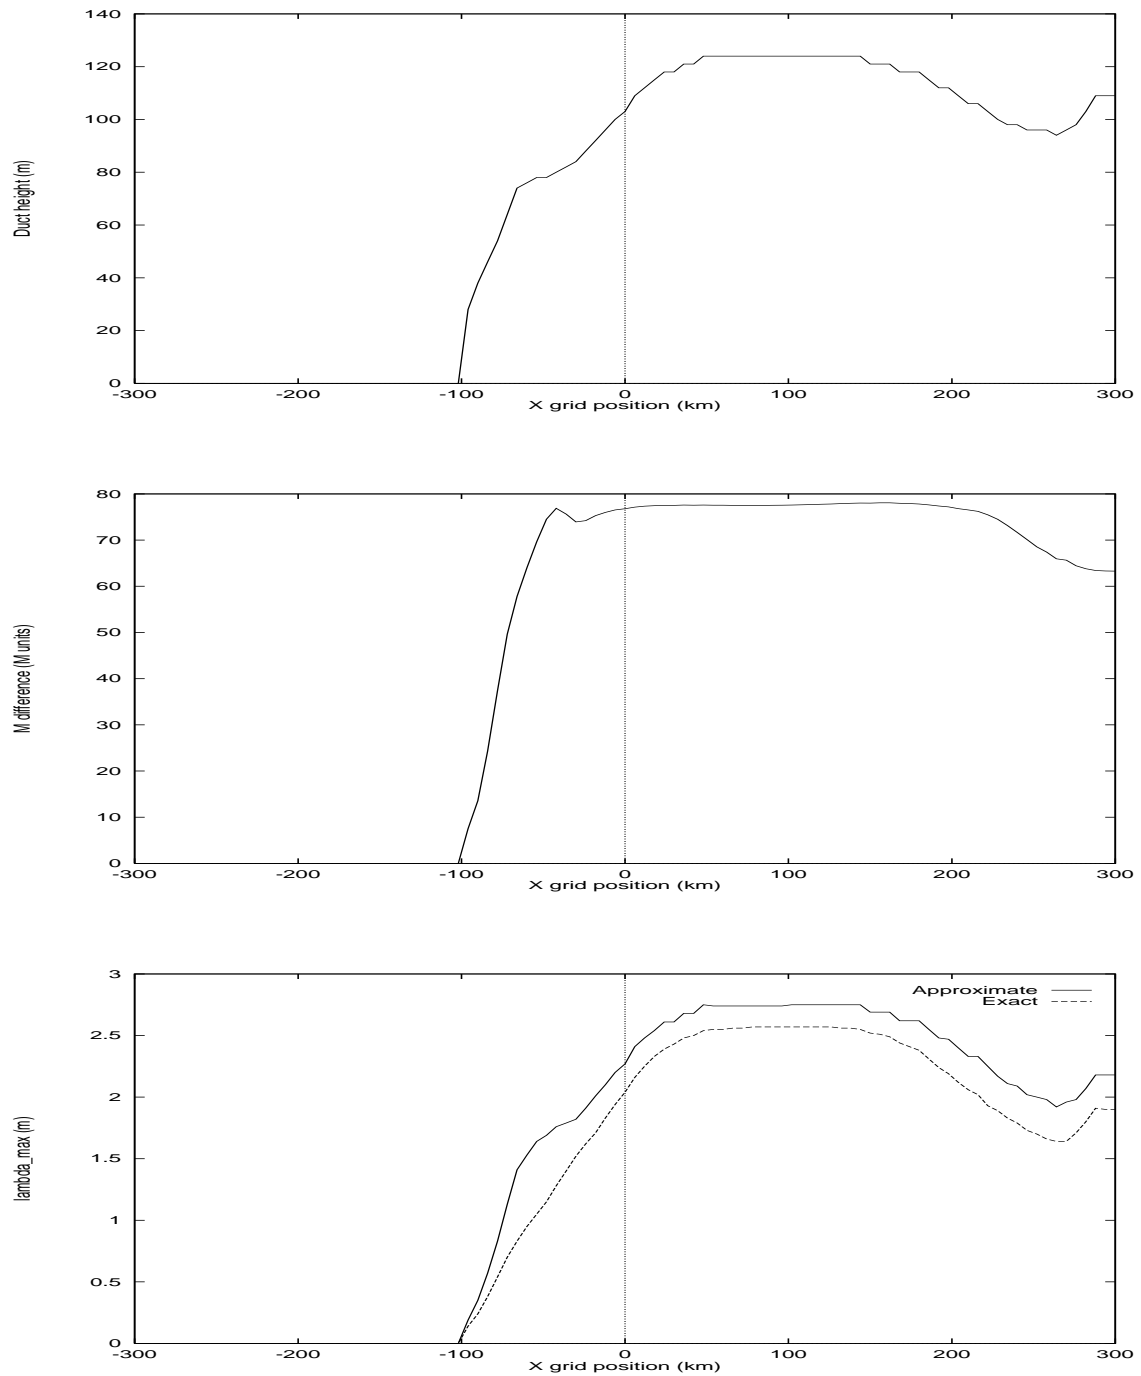 140
120
100
80
60
40
20
0
Duct height (m)
-300 -200 -100 0 100 200 300
X grid position (km)
80
70
60
50
40
30
20
10
0
M difference (M units)
-300 -200 -100 0 100 200 300
X grid position (km)
3
2.5
2
1.5
1
0.5
0
lambda_max (m)
Approximate
Exact
-300 -200 -100 0 100 200 300
X grid position (km)